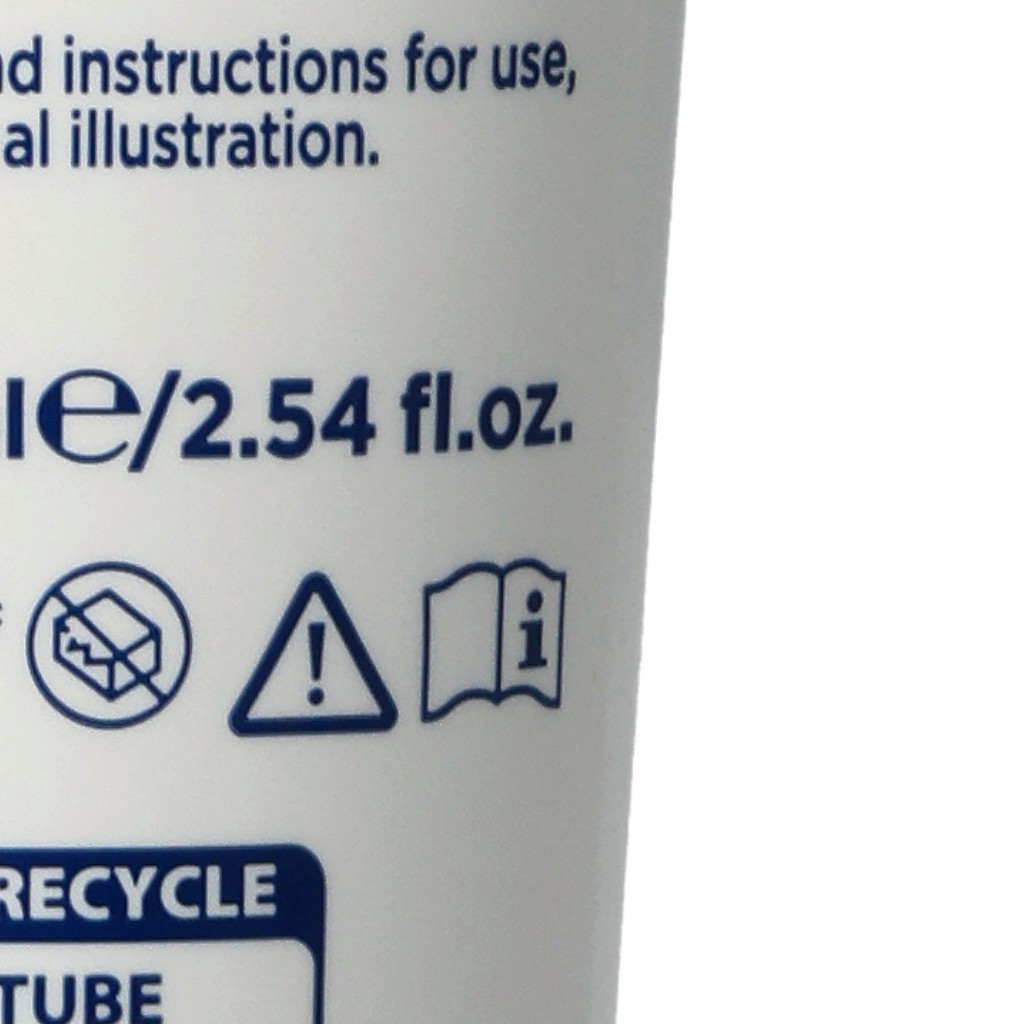 d instructions for use,
al illustration.
le/2.54 fl.oz.
RECYCLE
TUBE